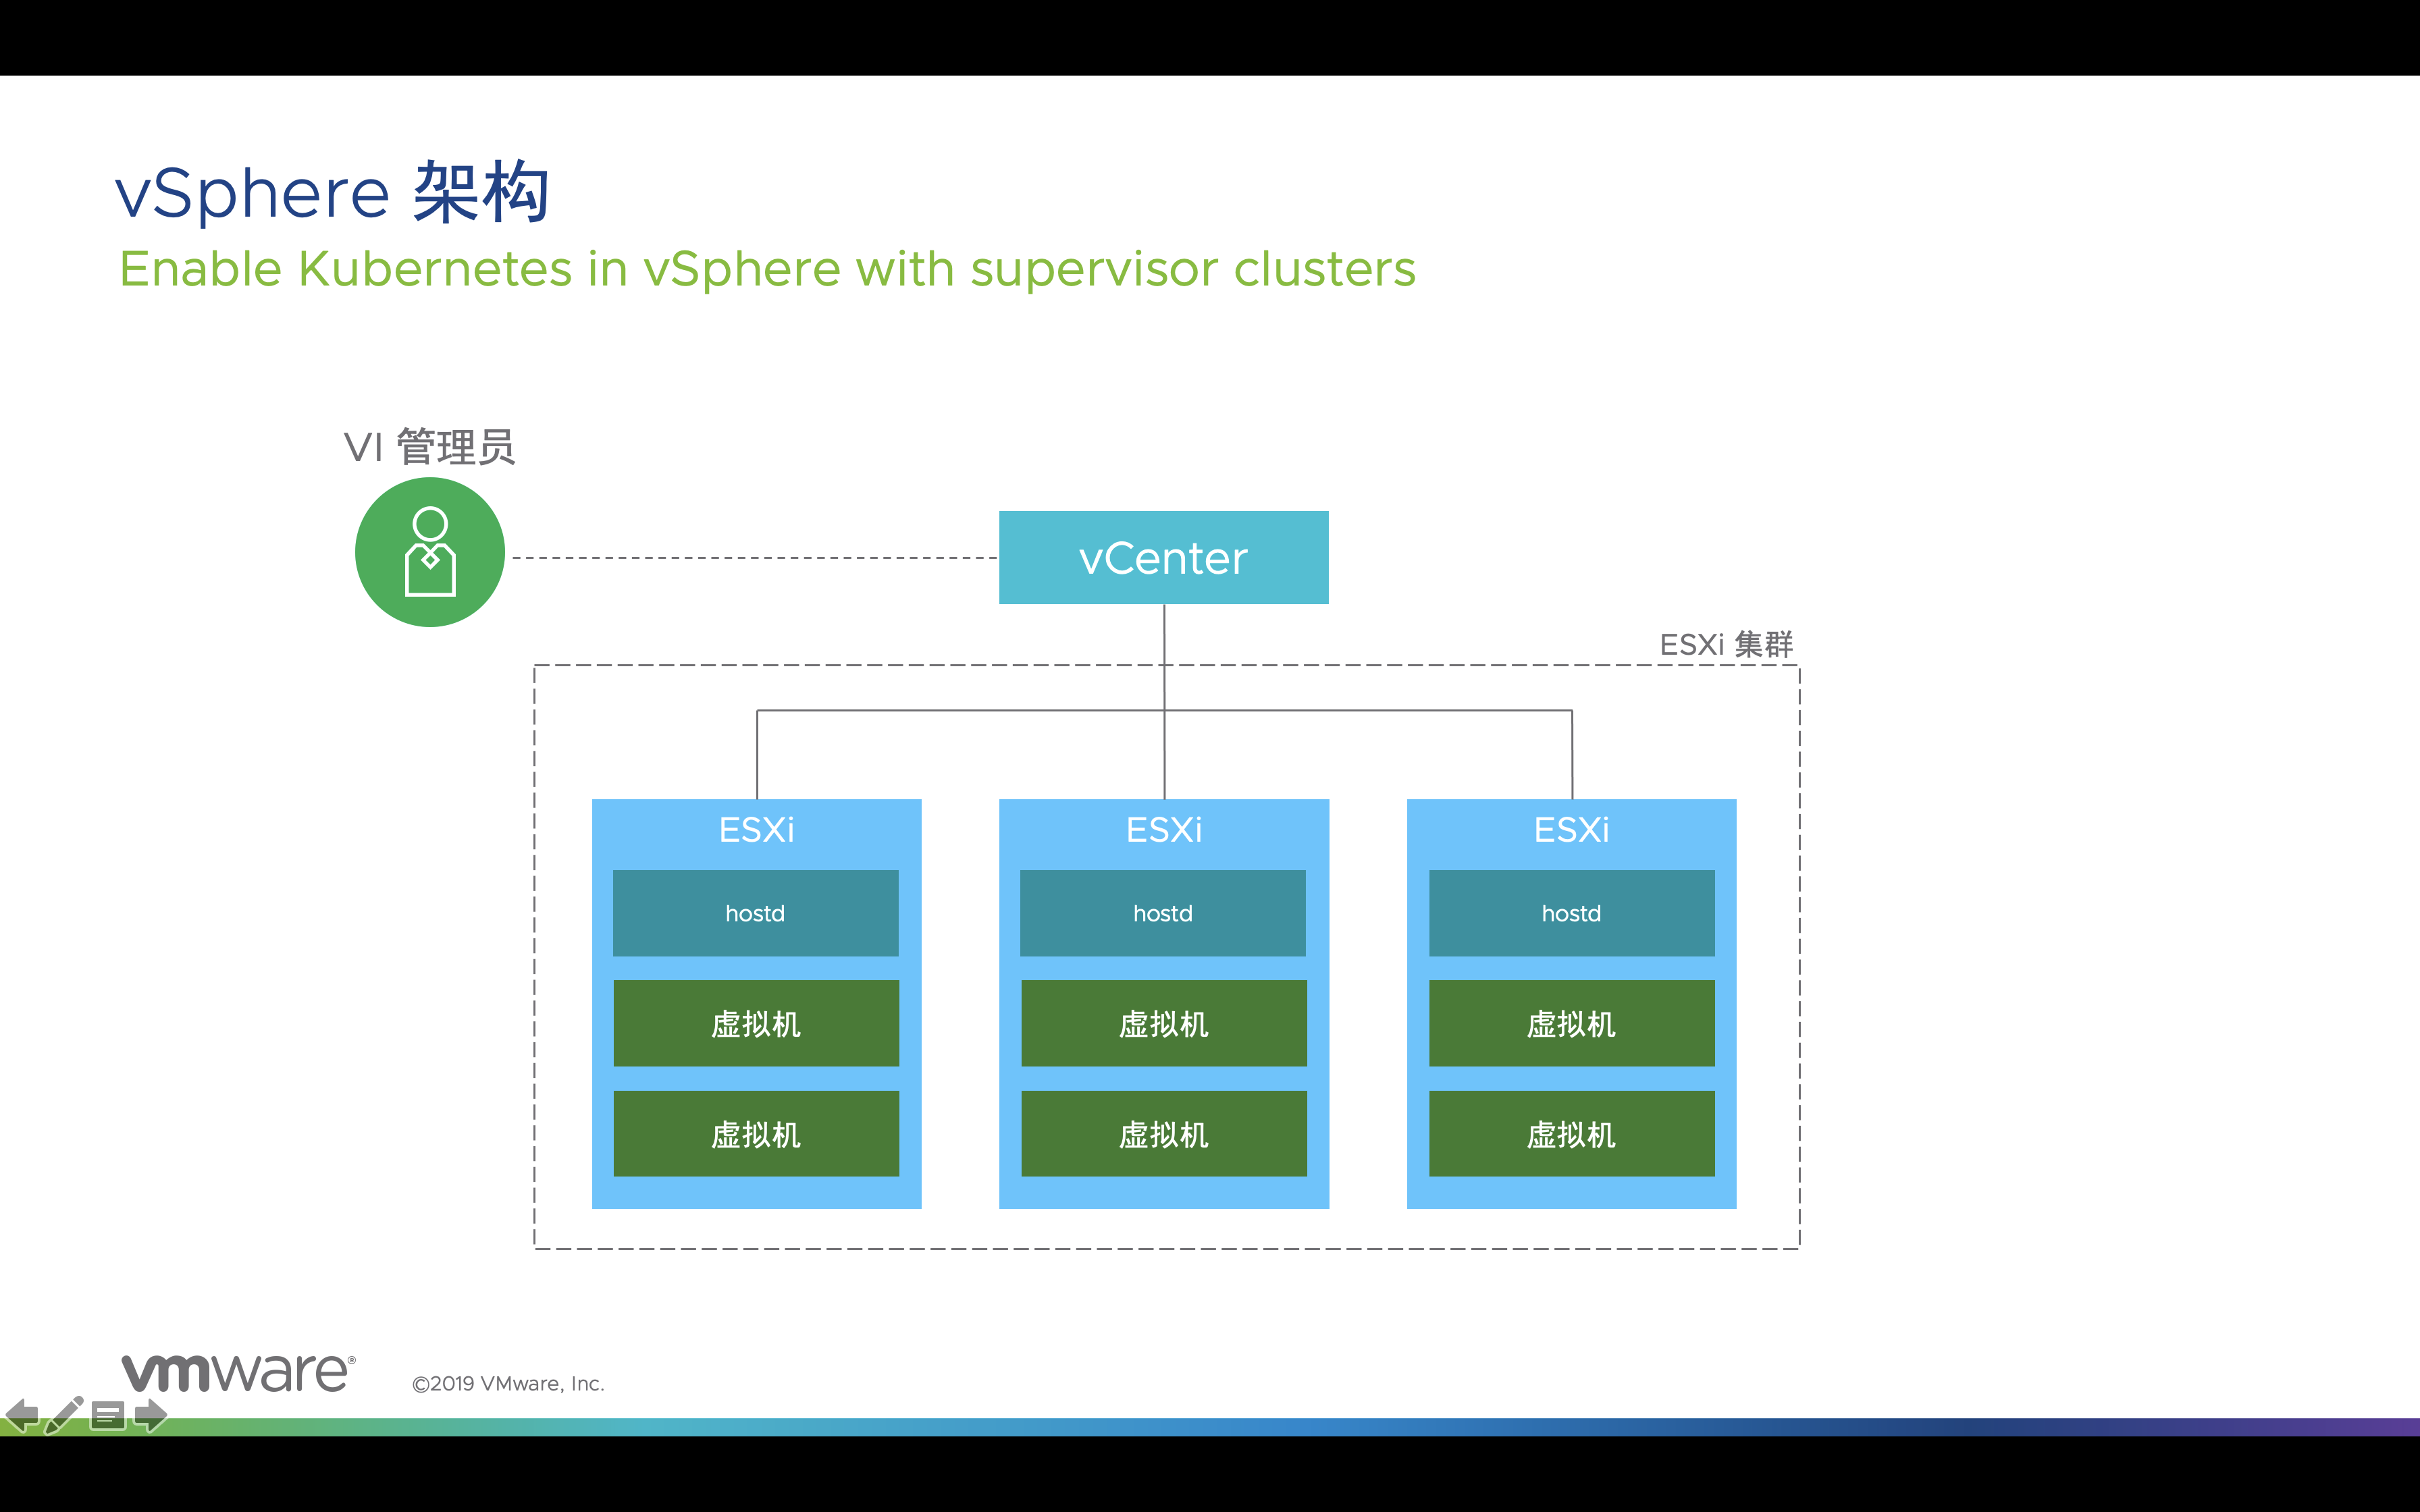 vSphere 架构
Enable Kubernetes in vSphere with supervisor clusters
VI 管理员
vCenter
ESXi 集群
ESXi
hostd
虚拟机
虚拟机
ESXi
hostd
虚拟机
虚拟机
ESXi
hostd
虚拟机
虚拟机
vmware®
©2019 VMware, Inc.